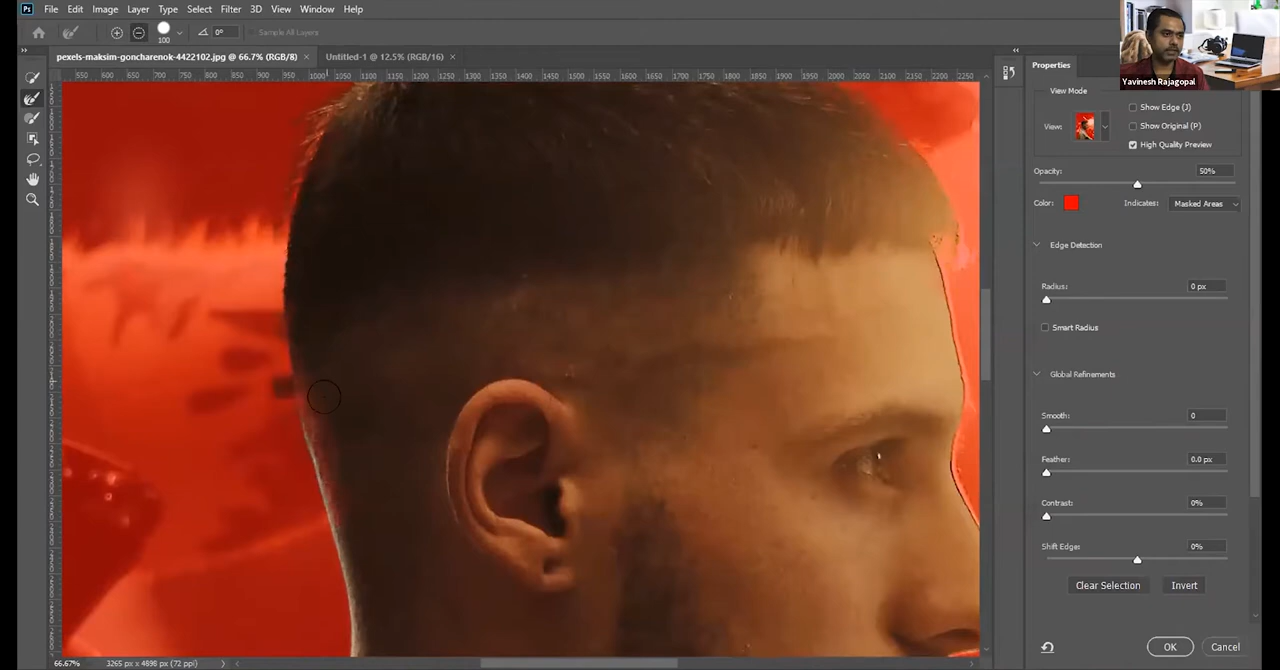 Ps File Edit Image Layer Type Select Filter 3D View Window Help
100 0° Sample All Layers
pexels-maksim-goncharenok-4422102.jpg @ 66.7% (RGB/8) × Untitled-1 @ 12.5% (RGB/16) ×
550 600 650 700 750 800 850 900 950 1000 1050 1100 1150 1200 1250 1300 1350 1400 1450 1500 1550 1600 1650 1700 1750 1800 1850 1900 1950 2000 2050 2100 2150 2200 2250
Yavinesh Rajagopal
Properties
View Mode
View:
Show Edge (J)
Show Original (P)
High Quality Preview
Opacity: 50%
Color: Indicates: Masked Areas
Edge Detection
Radius: 0 px
Smart Radius
Global Refinements
Smooth: 0
Feather: 0.0 px
Contrast: 0%
Shift Edge: 0%
Clear Selection Invert
OK Cancel
66.67% 3265 px x 4898 px (72 ppi)